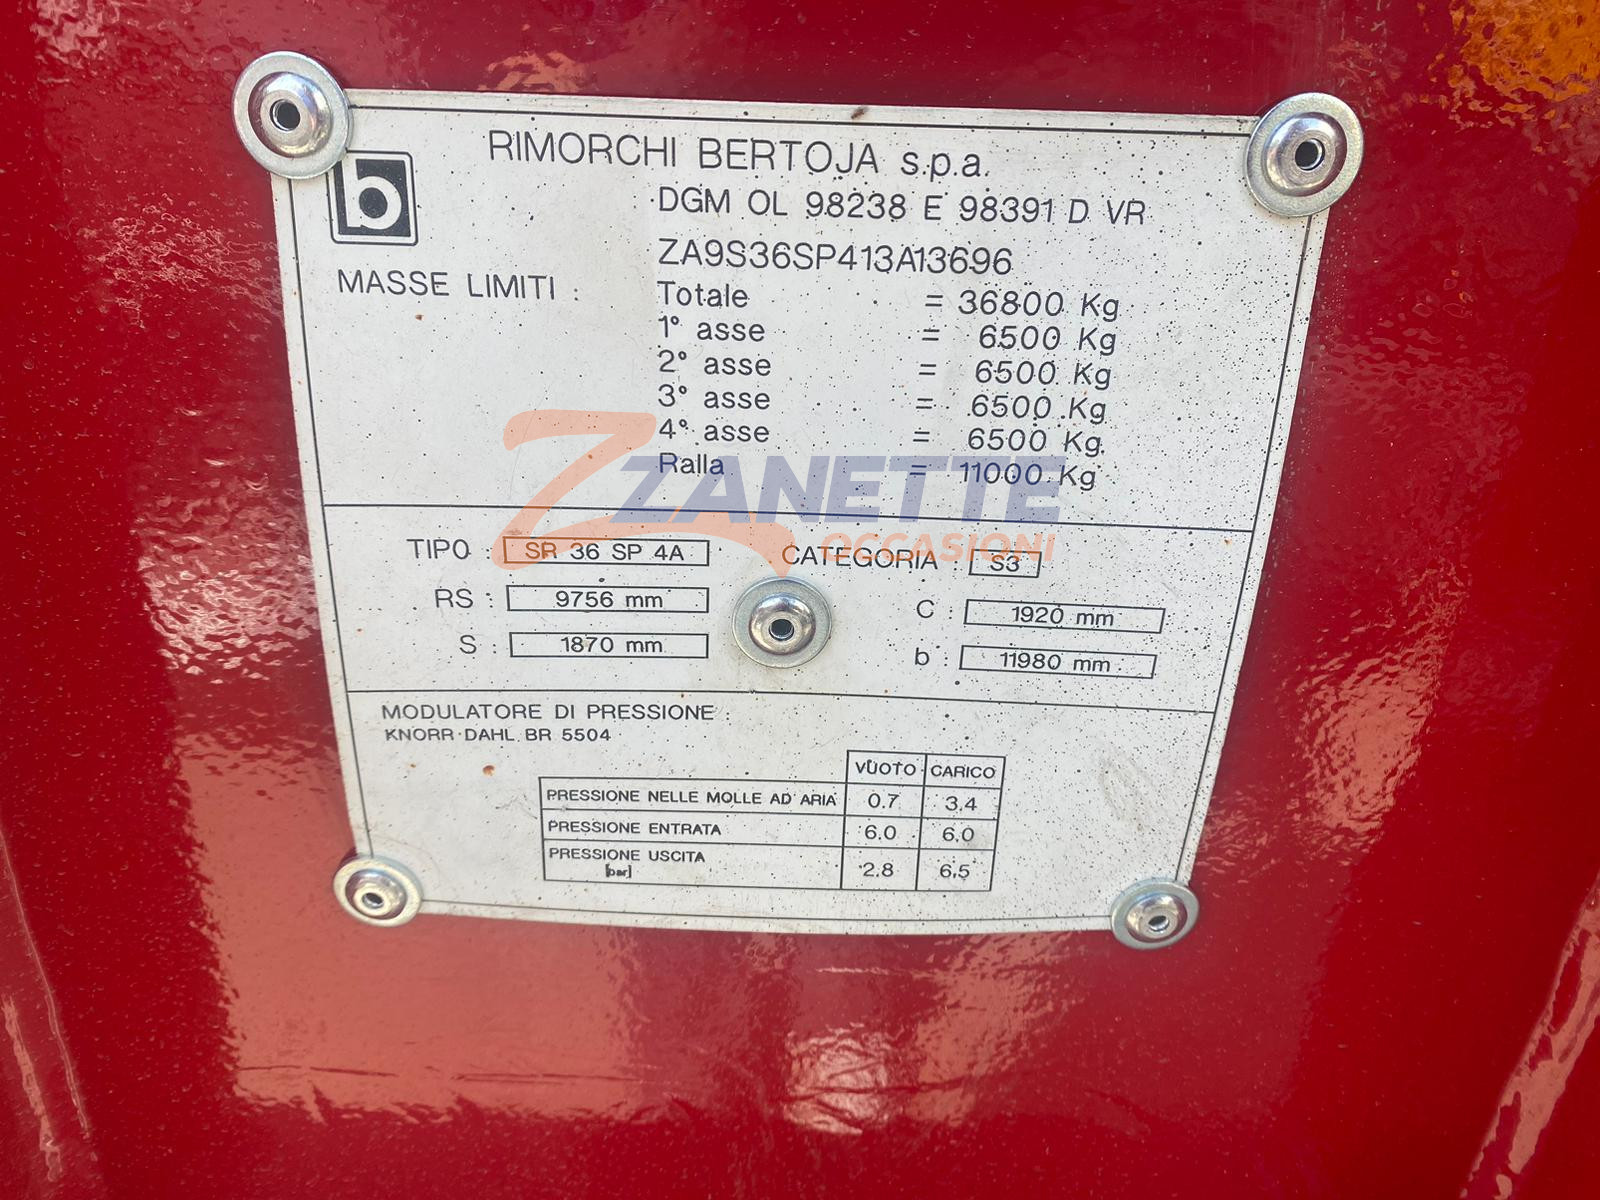 b
RIMORCHI BERTOJA s.p.a.
DGM OL 98238 E 98391 D VR
ZA9S36SP413A13696
MASSE LIMITI :
Totale = 36800 Kg
1° asse = 6500 Kg
2° asse = 6500 Kg
3° asse = 6500 Kg
4° asse = 6500 Kg
Ralla = 11000 Kg
ZANETTE
OCCASIONI
TIPO : SR 36 SP 4A
CATEGORIA : S3
RS : 9756 mm
C : 1920 mm
S : 1870 mm
b : 11980 mm
MODULATORE DI PRESSIONE :
KNORR DAHL BR 5504
VUOTO CARICO
PRESSIONE NELLE MOLLE AD ARIA 0.7 3.4
PRESSIONE ENTRATA 6.0 6.0
PRESSIONE USCITA 2.8 6,5
[bar]